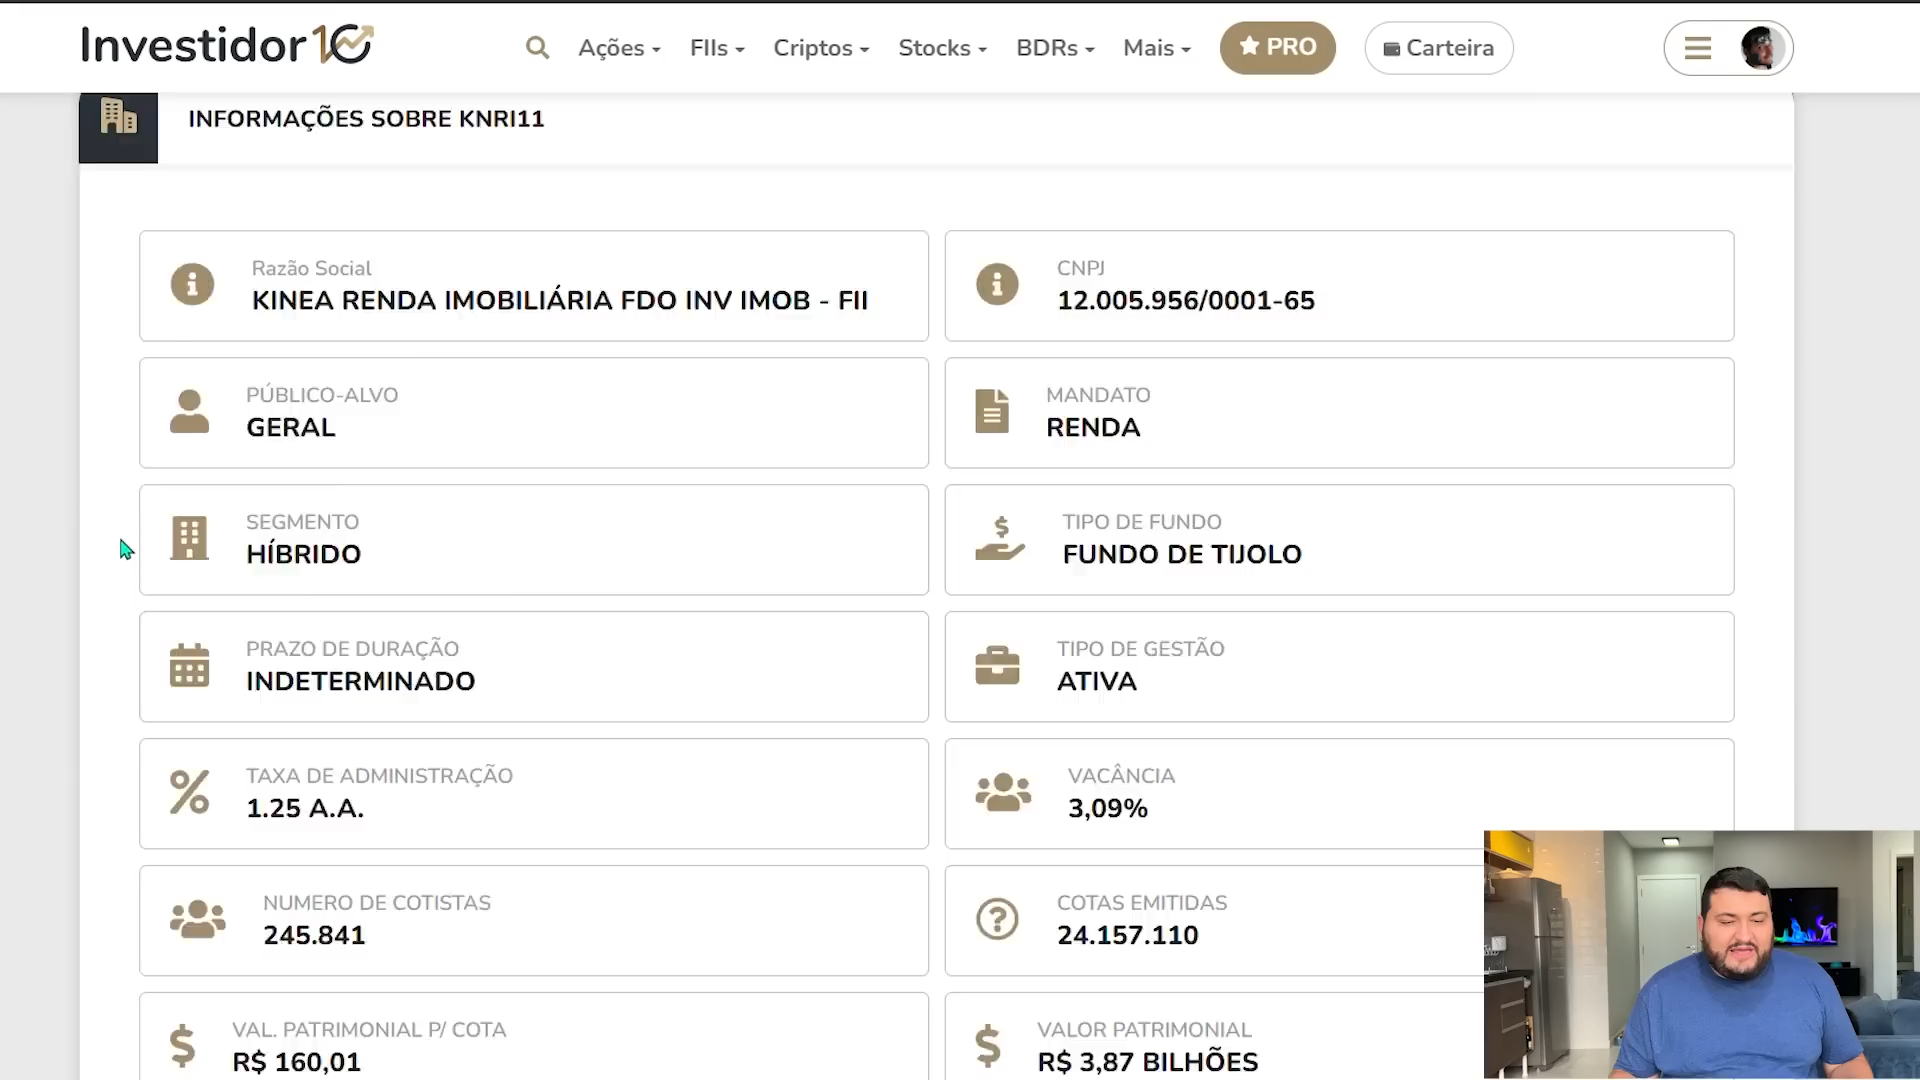 Investidor10
Ações
FIIs
Criptos
Stocks
BDRs
Mais
PRO
Carteira
INFORMAÇÕES SOBRE KNRI11
Razão Social
KINEA RENDA IMOBILIÁRIA FDO INV IMOB - FII
CNPJ
12.005.956/0001-65
PÚBLICO-ALVO
GERAL
MANDATO
RENDA
SEGMENTO
HÍBRIDO
TIPO DE FUNDO
FUNDO DE TIJOLO
PRAZO DE DURAÇÃO
INDETERMINADO
TIPO DE GESTÃO
ATIVA
TAXA DE ADMINISTRAÇÃO
1.25 A.A.
VACÂNCIA
3,09%
NUMERO DE COTISTAS
245.841
COTAS EMITIDAS
24.157.110
VAL. PATRIMONIAL P/ COTA
R$ 160,01
VALOR PATRIMONIAL
R$ 3,87 BILHÕES